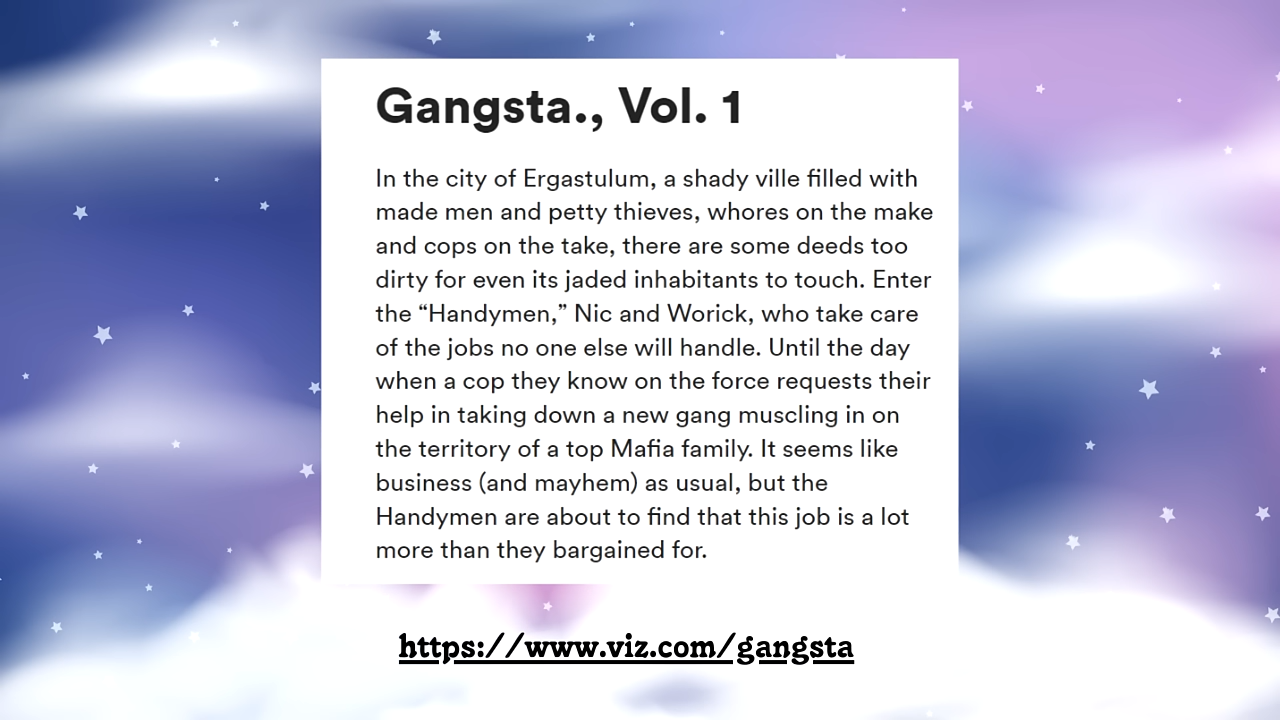 Gangsta., Vol. 1
In the city of Ergastulum, a shady ville filled with
made men and petty thieves, whores on the make
and cops on the take, there are some deeds too
dirty for even its jaded inhabitants to touch. Enter
the “Handymen,” Nic and Worick, who take care
of the jobs no one else will handle. Until the day
when a cop they know on the force requests their
help in taking down a new gang muscling in on
the territory of a top Mafia family. It seems like
business (and mayhem) as usual, but the
Handymen are about to find that this job is a lot
more than they bargained for.
https://www.viz.com/gangsta